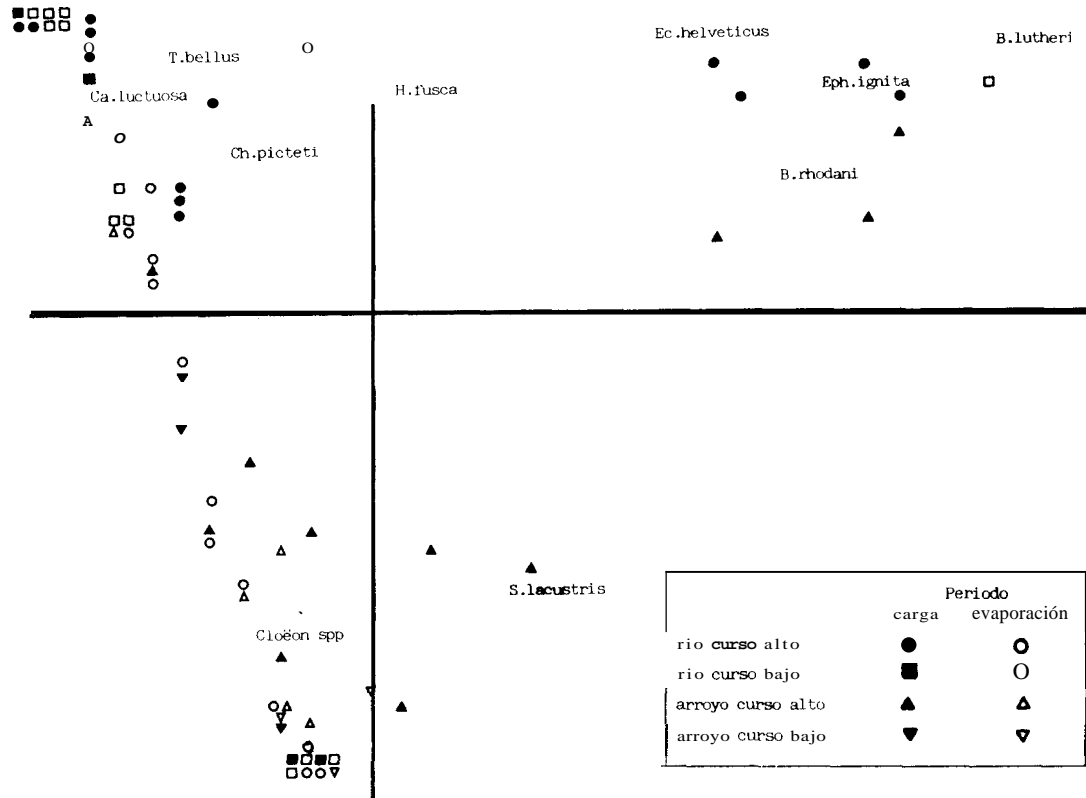 Ec.helveticus
B.lutheri
T.bellus
O
O
Ca.luctuosa
H.fusca
Eph.ignita
A
Ch.picteti
B.rhodani
S.lacustris
Cloëon spp
Periodo
carga evaporación
rio curso alto
rio curso bajo O
arroyo curso alto
arroyo curso bajo